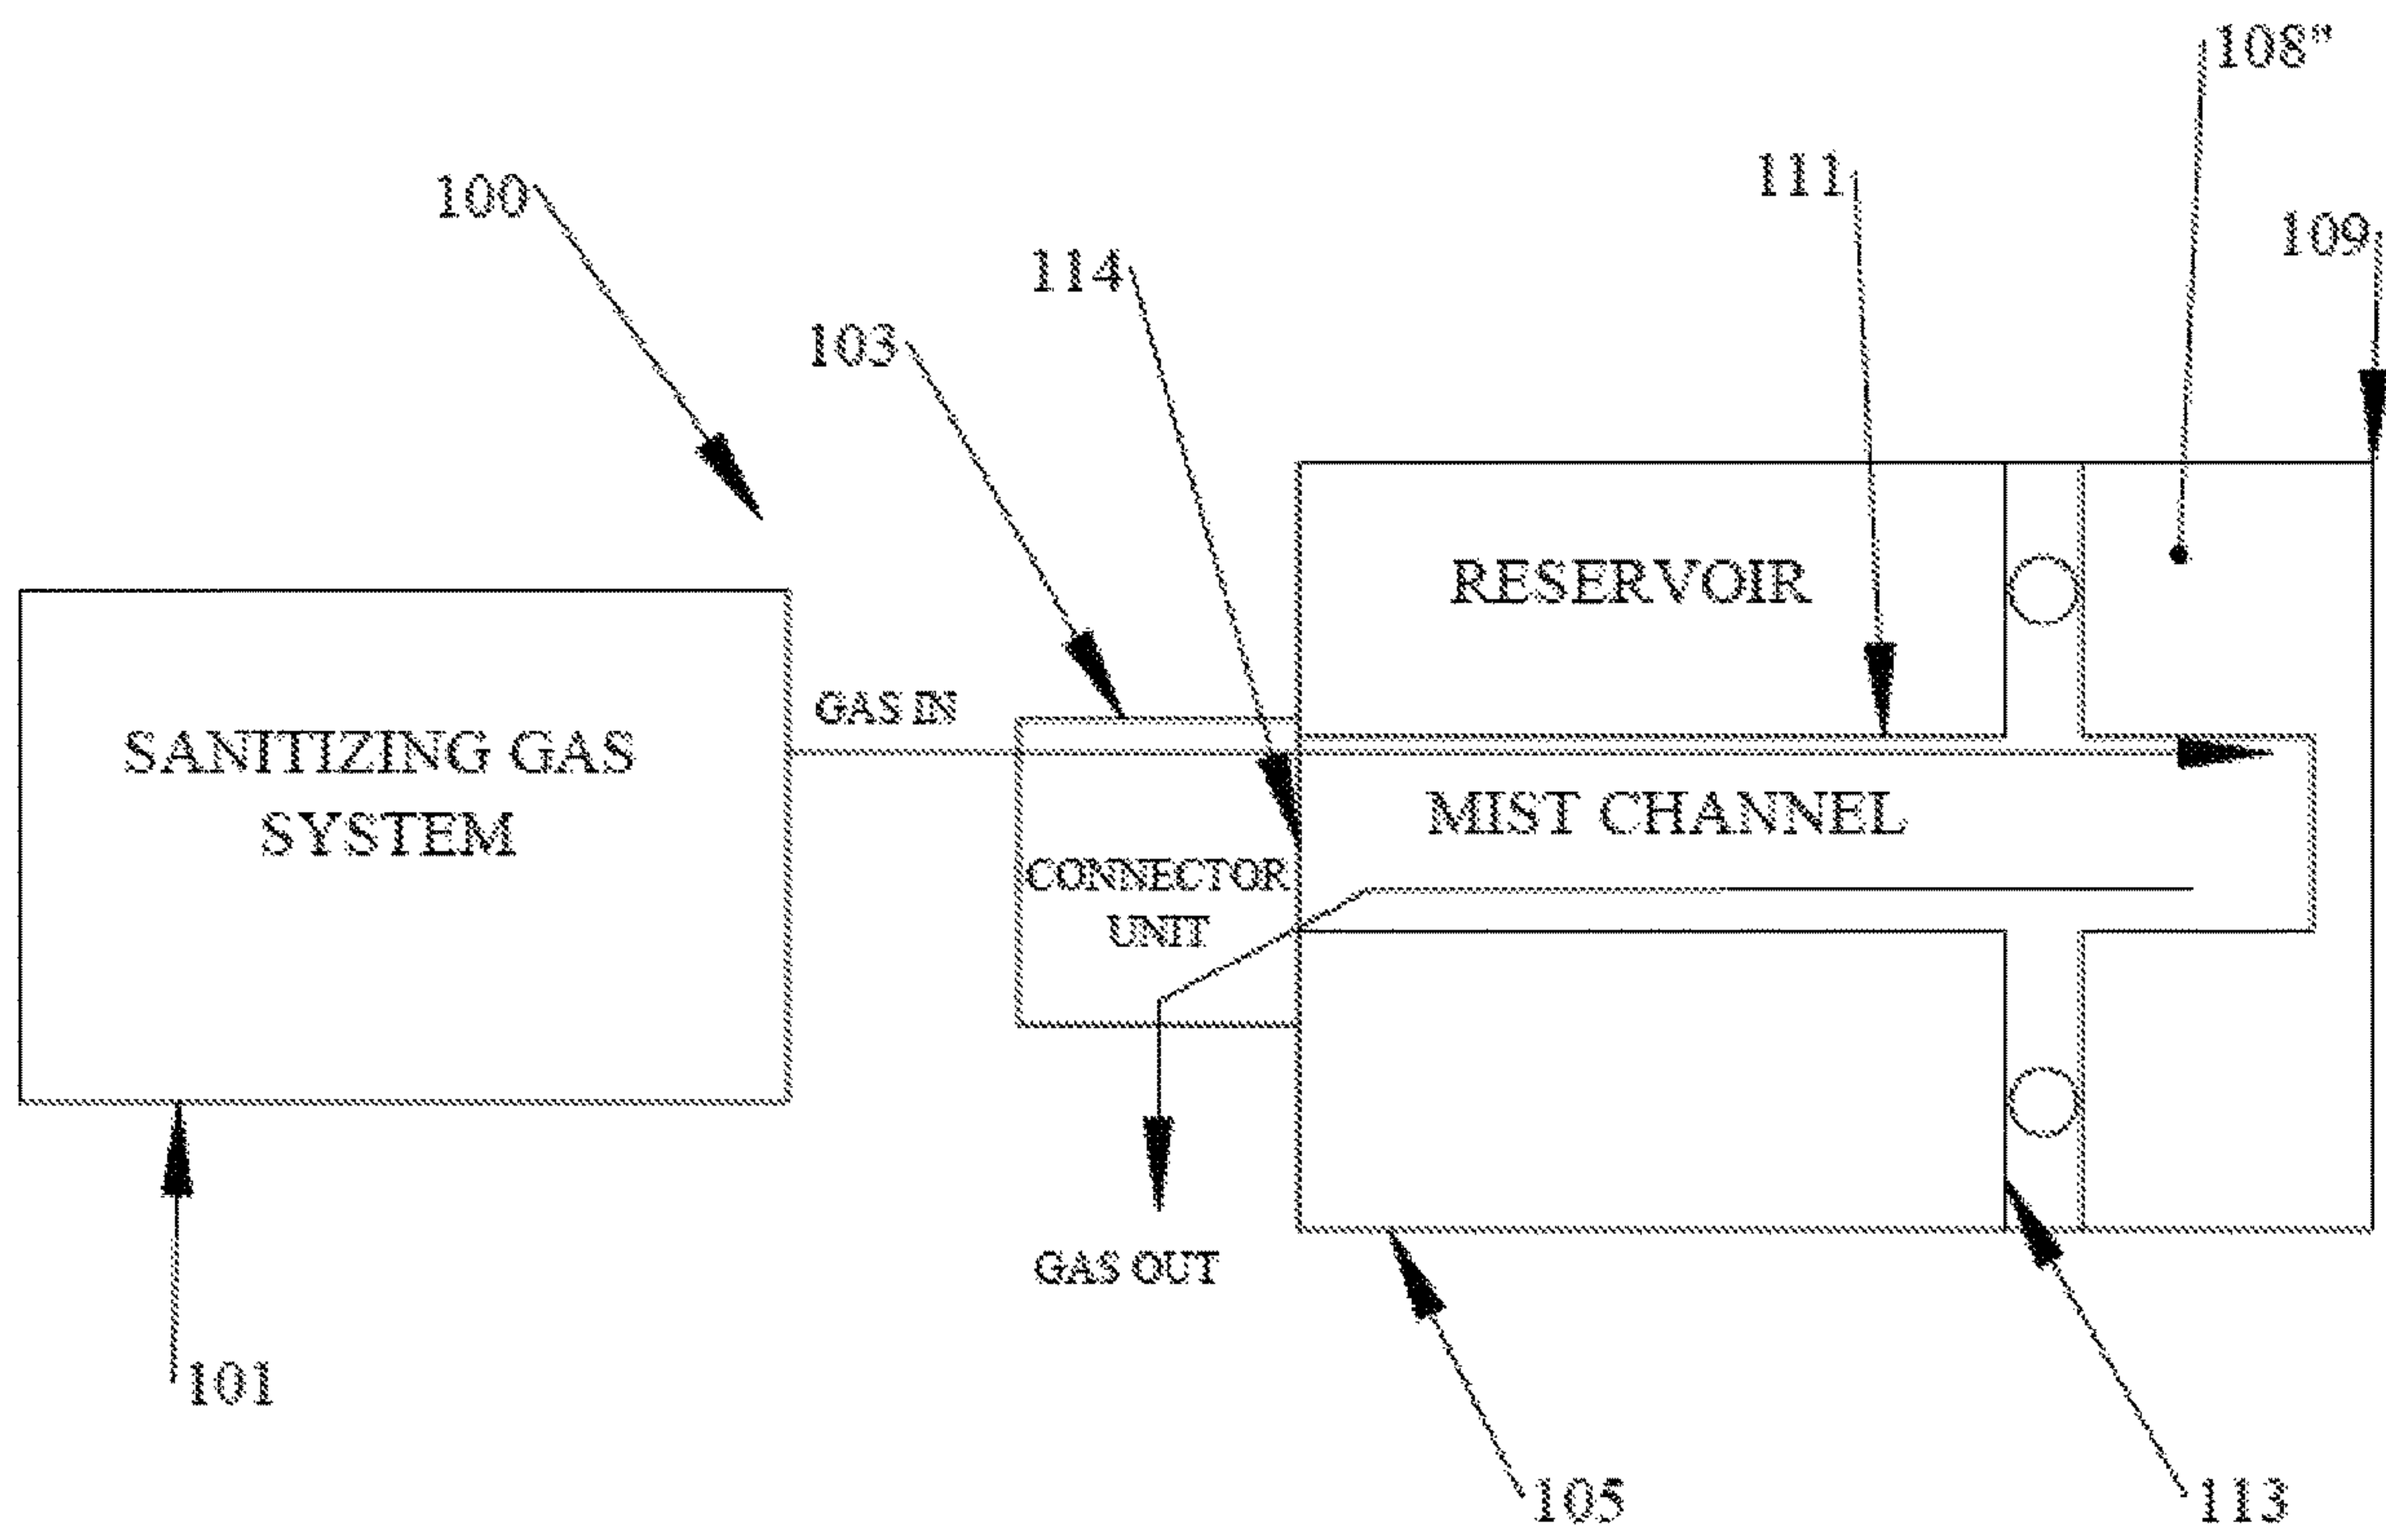 108"
111
100
109
114
103
RESERVOIR
GAS IN
SANITIZING GAS
SYSTEM
MIST CHANNEL
CONNECTOR
UNIT
GAS OUT
101
105
113